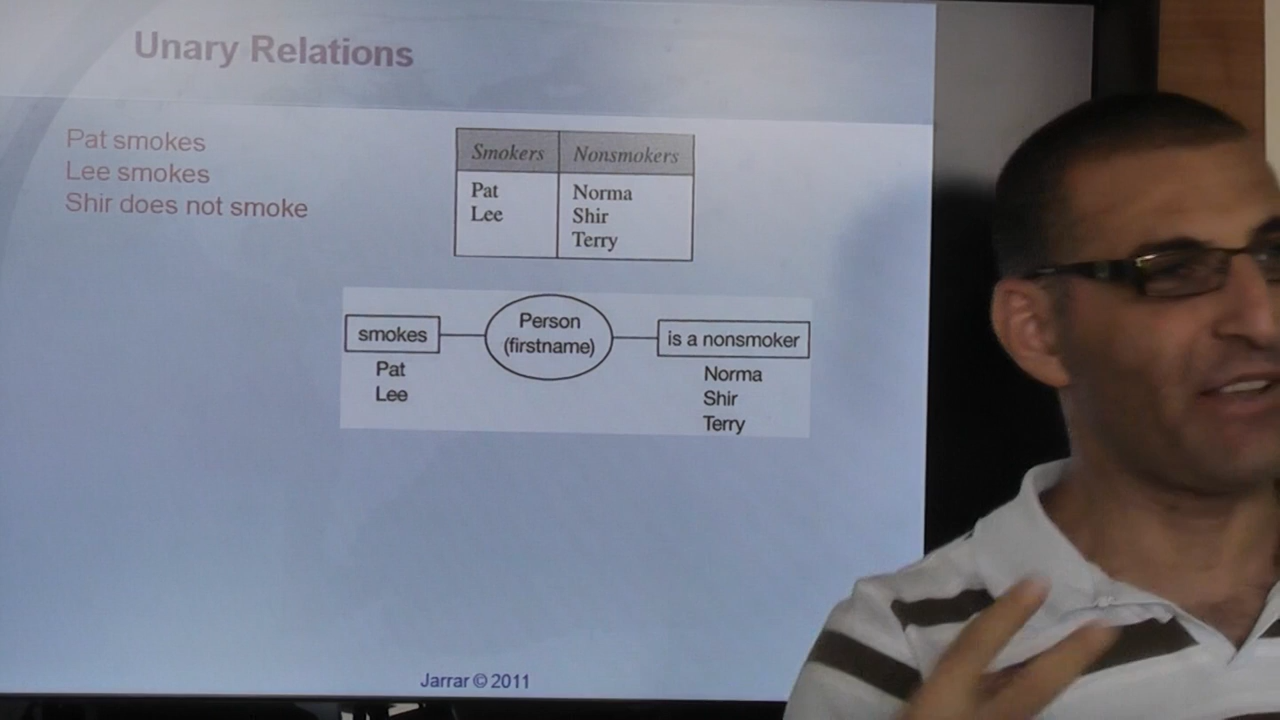 Unary Relations
Pat smokes
Lee smokes
Shir does not smoke
Smokers Nonsmokers
Pat Norma
Lee Shir
Terry
smokes
Person
(firstname)
is a nonsmoker
Pat
Lee
Norma
Shir
Terry
Jarrar © 2011